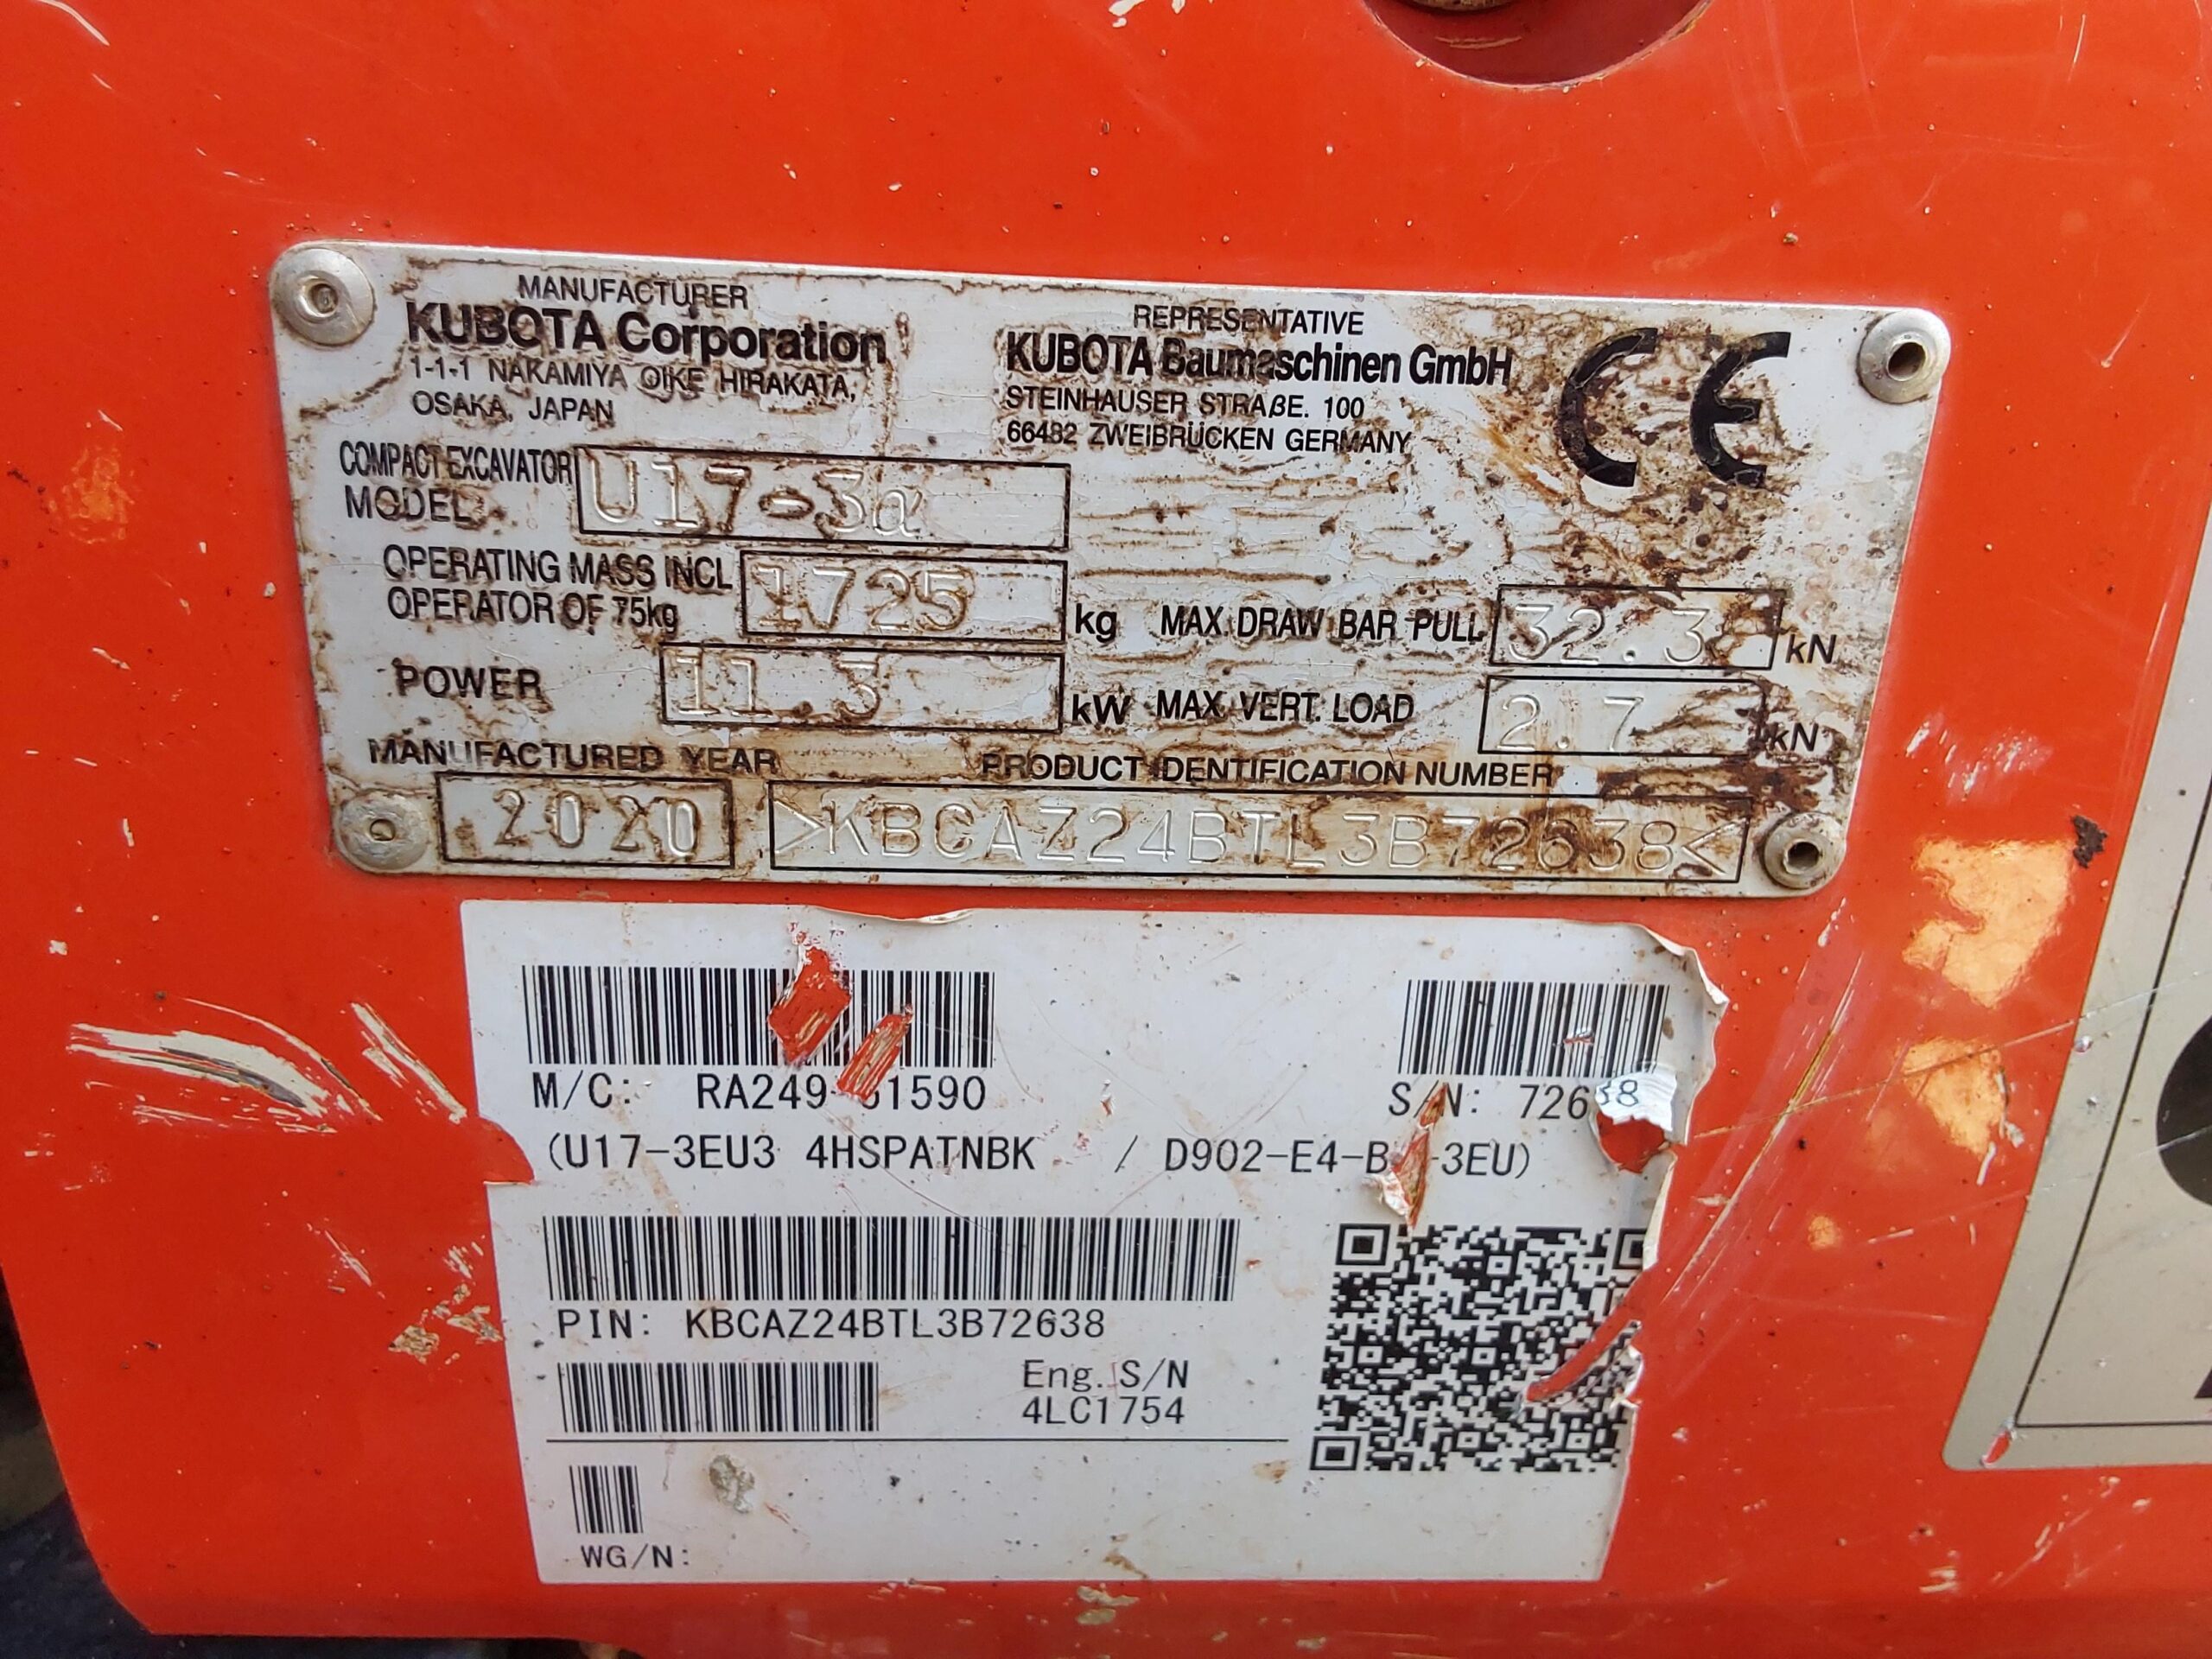 MANUFACTURER
KUBOTA Corporation
1-1-1 NAKAMIYA OIKE HIRAKATA,
OSAKA, JAPAN
REPRESENTATIVE
KUBOTA Baumaschinen GmbH
STEINHAUSER STRAßE. 100
66482 ZWEIBRÜCKEN GERMANY
CE
COMPACT EXCAVATOR
MODEL U17-3α
OPERATING MASS INCL
OPERATOR OF 75kg 1725 kg
MAX. DRAW BAR PULL 32.3 kN
POWER 11.3 kW
MAX. VERT. LOAD 2.7 kN
MANUFACTURED YEAR
2020
PRODUCT IDENTIFICATION NUMBER
>KBCAZ24BTL3B72638<
M/C: 
S/N: 72638
(U17-3EU3 4HSPATNBK / 3EU)
PIN: KBCAZ24BTL3B72638
Eng. S/N
4LC1754
WG/N: